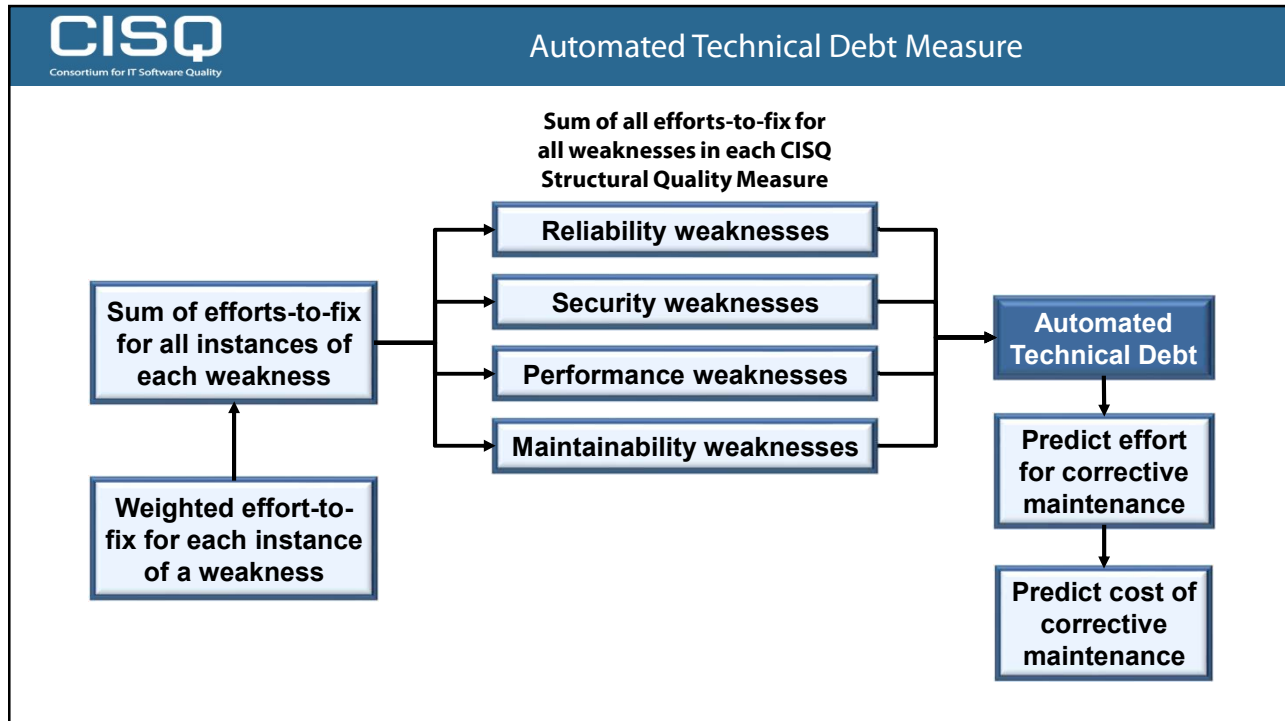 CISQ
Consortium for IT Software Quality
Automated Technical Debt Measure
Sum of all efforts-to-fix for
all weaknesses in each CISQ
Structural Quality Measure
Reliability weaknesses
Security weaknesses
Performance weaknesses
Maintainability weaknesses
Sum of efforts-to-fix
for all instances of
each weakness
Weighted effort-to-
fix for each instance
of a weakness
Automated
Technical Debt
Predict effort
for corrective
maintenance
Predict cost of
corrective
maintenance